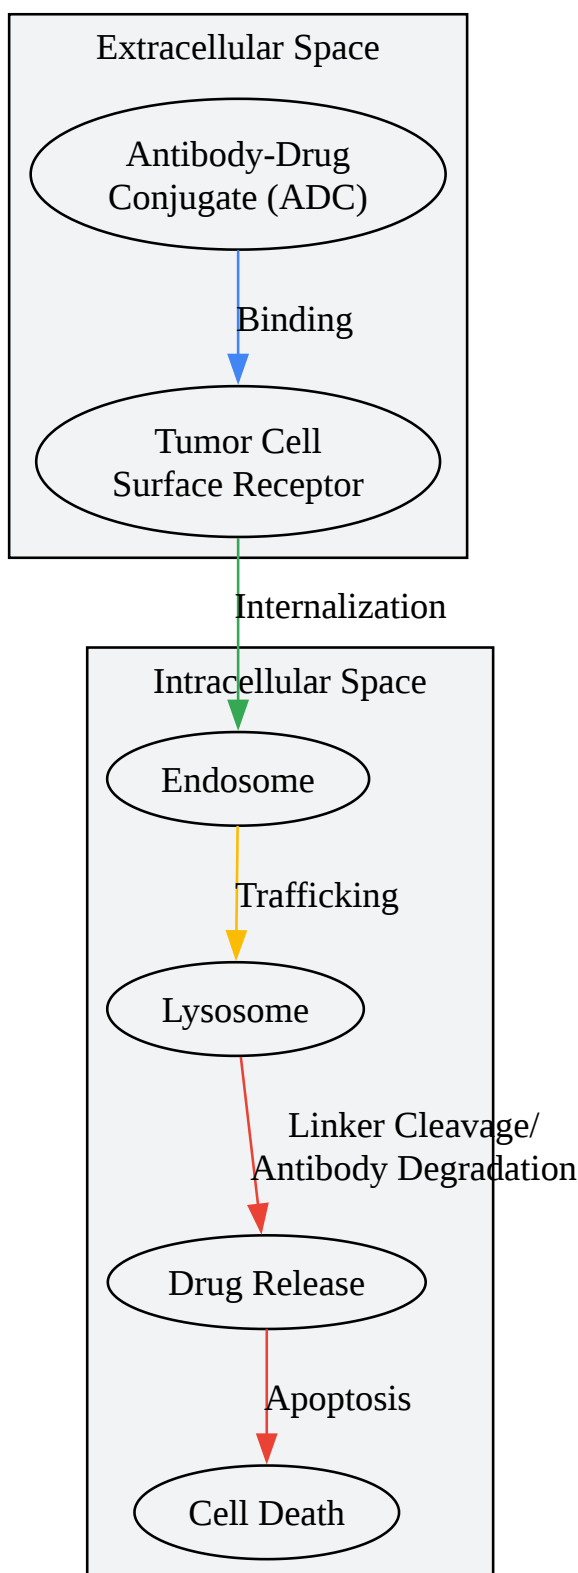 Extracellular Space
Antibody-Drug
Conjugate (ADC)
Binding
Tumor Cell
Surface Receptor
Internalization
Intracellular Space
Endosome
Trafficking
Lysosome
Linker Cleavage/
Antibody Degradation
Drug Release
Apoptosis
Cell Death